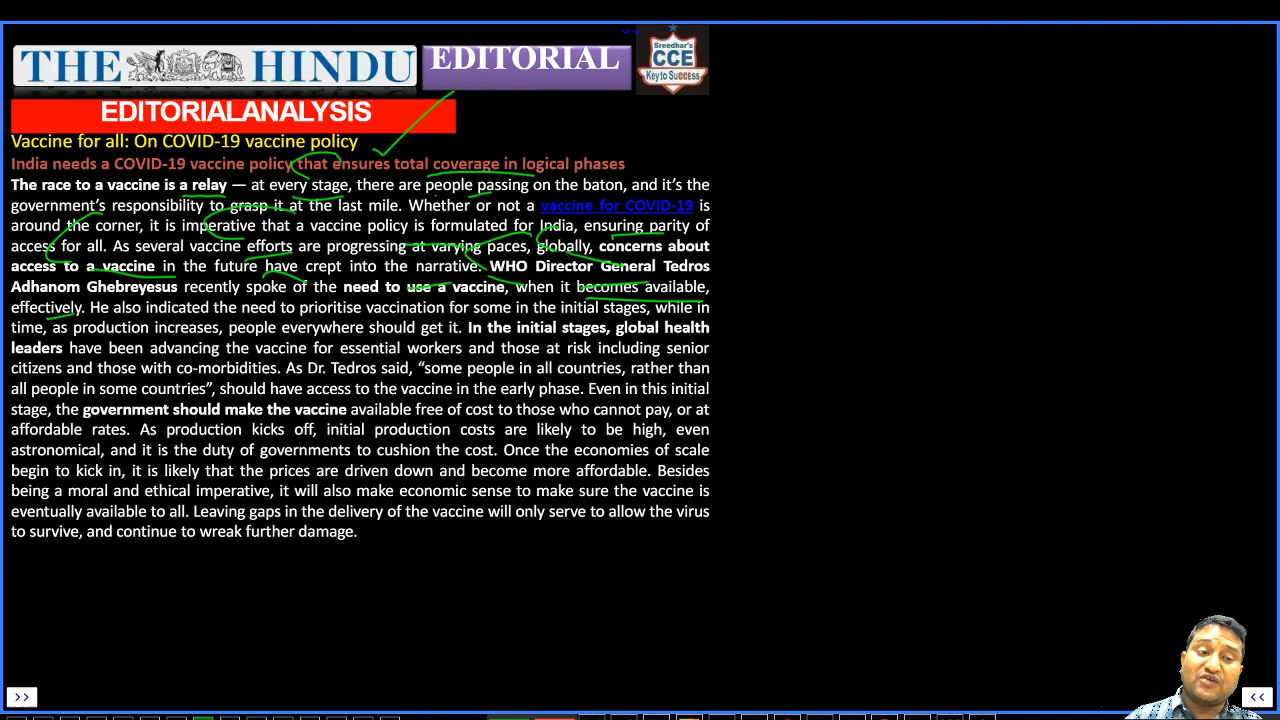 THE HINDU EDITORIAL
Sreedhar's
CCE
Key to SuCCess
EDITORIALANALYSIS
Vaccine for all: On COVID-19 vaccine policy
India needs a COVID-19 vaccine policy that ensures total coverage in logical phases
The race to a vaccine is a relay — at every stage, there are people passing on the baton, and it's the
government's responsibility to grasp it at the last mile. Whether or not a vaccine for COVID-19 is
around the corner, it is imperative that a vaccine policy is formulated for India, ensuring parity of
access for all. As several vaccine efforts are progressing at varying paces, globally, concerns about
access to a vaccine in the future have crept into the narrative. WHO Director General Tedros
Adhanom Ghebreyesus recently spoke of the need to use a vaccine, when it becomes available,
effectively. He also indicated the need to prioritise vaccination for some in the initial stages, while in
time, as production increases, people everywhere should get it. In the initial stages, global health
leaders have been advancing the vaccine for essential workers and those at risk including senior
citizens and those with co-morbidities. As Dr. Tedros said, “some people in all countries, rather than
all people in some countries”, should have access to the vaccine in the early phase. Even in this initial
stage, the government should make the vaccine available free of cost to those who cannot pay, or at
affordable rates. As production kicks off, initial production costs are likely to be high, even
astronomical, and it is the duty of governments to cushion the cost. Once the economies of scale
begin to kick in, it is likely that the prices are driven down and become more affordable. Besides
being a moral and ethical imperative, it will also make economic sense to make sure the vaccine is
eventually available to all. Leaving gaps in the delivery of the vaccine will only serve to allow the virus
to survive, and continue to wreak further damage.
>>
<<